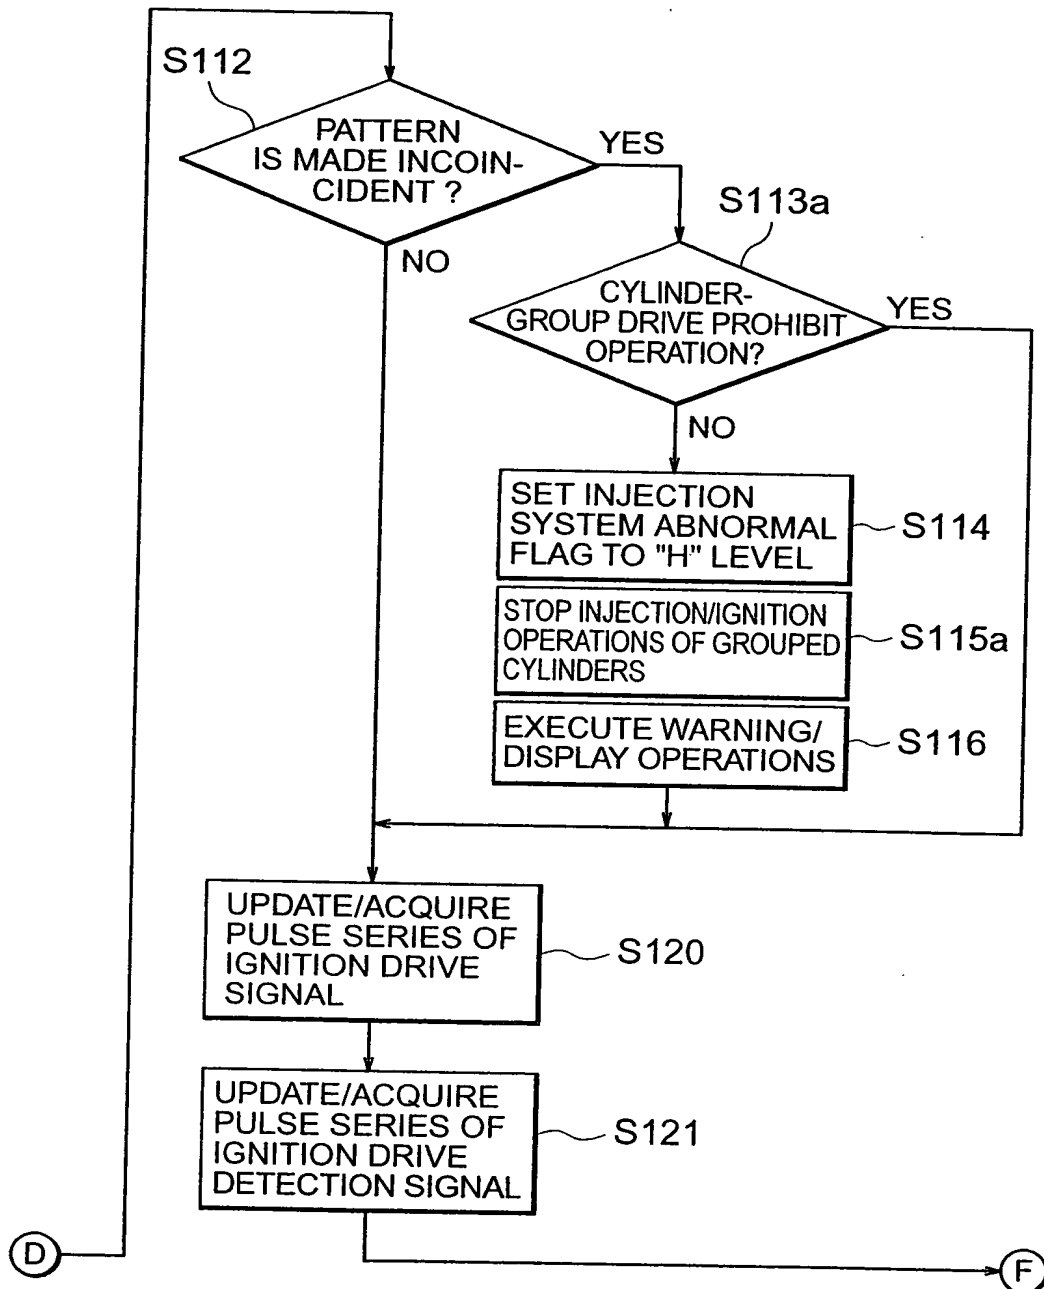 S112
PATTERN
IS MADE INCOIN-
CIDENT ?
YES
NO
S113a
CYLINDER-
GROUP DRIVE PROHIBIT
OPERATION?
YES
NO
SET INJECTION
SYSTEM ABNORMAL
FLAG TO "H" LEVEL
S114
STOP INJECTION/IGNITION
OPERATIONS OF GROUPED
CYLINDERS
S115a
EXECUTE WARNING/
DISPLAY OPERATIONS
S116
UPDATE/ACQUIRE
PULSE SERIES OF
IGNITION DRIVE
SIGNAL
S120
UPDATE/ACQUIRE
PULSE SERIES OF
IGNITION DRIVE
DETECTION SIGNAL
S121
D
F